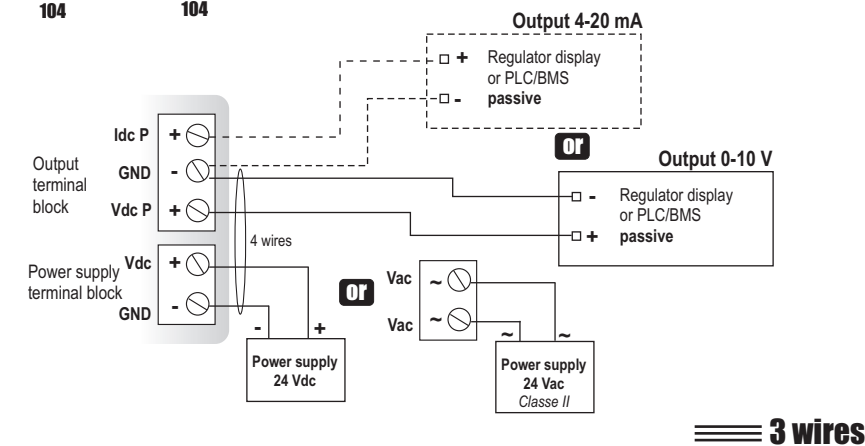 104 104
Output 4-20 mA
+ Regulator display
or PLC/BMS
- passive
or
Output 0-10 V
- Regulator display
or PLC/BMS
+ passive
Output
terminal
block
Idc P +
GND -
Vdc P +
4 wires
Power supply
terminal block
Vdc +
GND -
- +
Power supply
24 Vdc
or
Vac ~
Vac ~
~ ~
Power supply
24 Vac
Classe II
3 wires